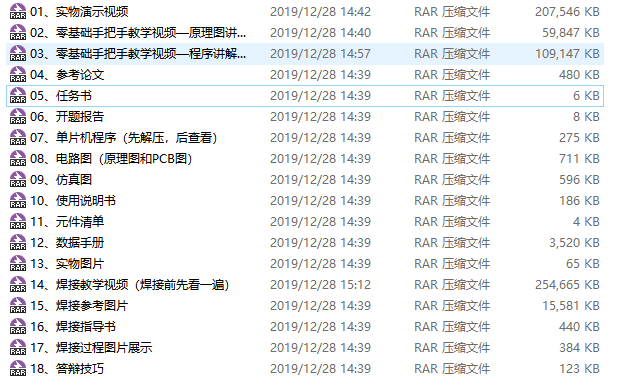 01、实物演示视频 2019/12/28 14:42 RAR 压缩文件 207,546 KB
02、零基础手把手教学视频—原理图讲... 2019/12/28 14:40 RAR 压缩文件 59,847 KB
03、零基础手把手教学视频—程序讲解... 2019/12/28 14:57 RAR 压缩文件 109,147 KB
04、参考论文 2019/12/28 14:39 RAR 压缩文件 480 KB
05、任务书 2019/12/28 14:39 RAR 压缩文件 6 KB
06、开题报告 2019/12/28 14:39 RAR 压缩文件 8 KB
07、单片机程序（先解压，后查看） 2019/12/28 14:39 RAR 压缩文件 275 KB
08、电路图（原理图和PCB图） 2019/12/28 14:39 RAR 压缩文件 711 KB
09、仿真图 2019/12/28 14:39 RAR 压缩文件 596 KB
10、使用说明书 2019/12/28 14:39 RAR 压缩文件 186 KB
11、元件清单 2019/12/28 14:39 RAR 压缩文件 4 KB
12、数据手册 2019/12/28 14:39 RAR 压缩文件 3,520 KB
13、实物图片 2019/12/28 14:39 RAR 压缩文件 65 KB
14、焊接教学视频（焊接前先看一遍） 2019/12/28 15:12 RAR 压缩文件 254,665 KB
15、焊接参考图片 2019/12/28 14:39 RAR 压缩文件 15,581 KB
16、焊接指导书 2019/12/28 14:39 RAR 压缩文件 440 KB
17、焊接过程图片展示 2019/12/28 14:39 RAR 压缩文件 384 KB
18、答辩技巧 2019/12/28 14:39 RAR 压缩文件 123 KB